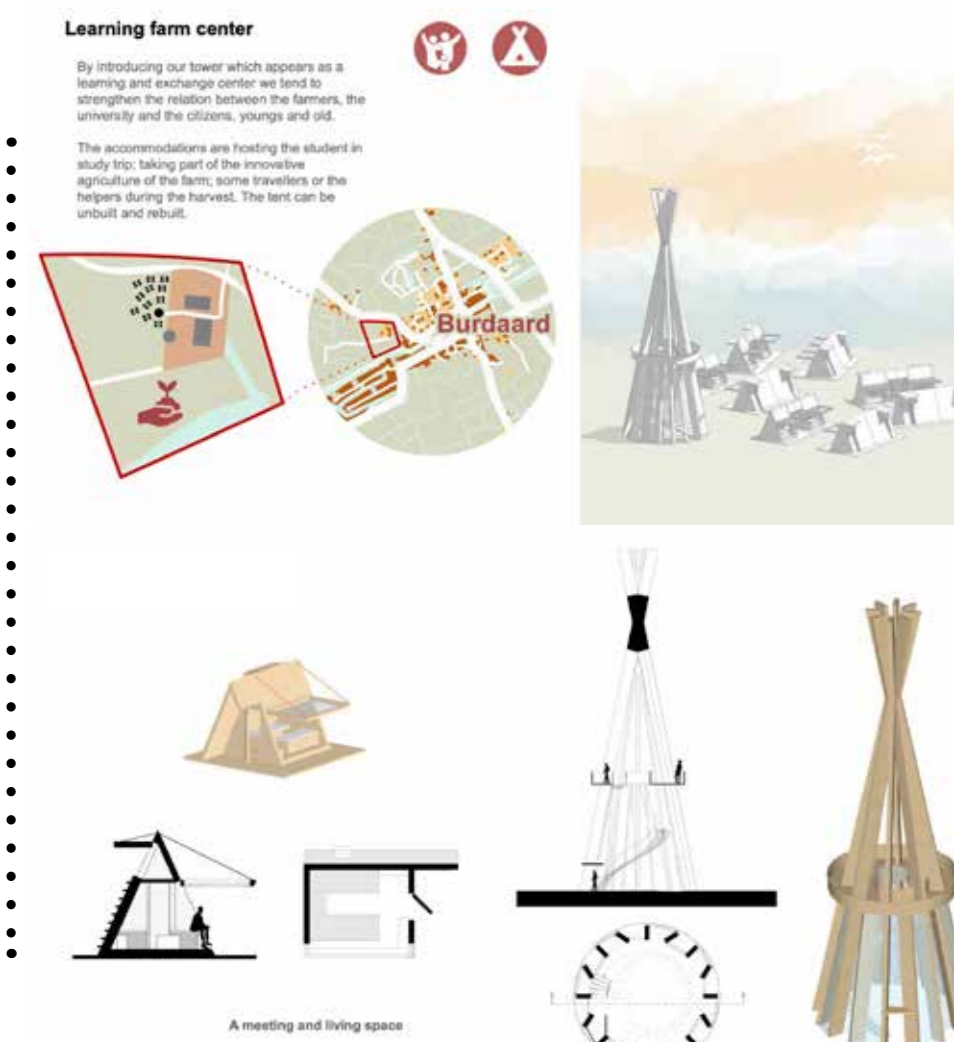 Learning farm center
By introducing our tower which appears as a
learning and exchange center we tend to
strengthen the relation between the farmers, the
university and the citizens, youngs and old.
The accommodations are hosting the student in
study trip; taking part of the innovative
agriculture of the farm; some travellers or the
helpers during the harvest. The tent can be
unbuilt and rebuilt.
Burdaard
A meeting and living space